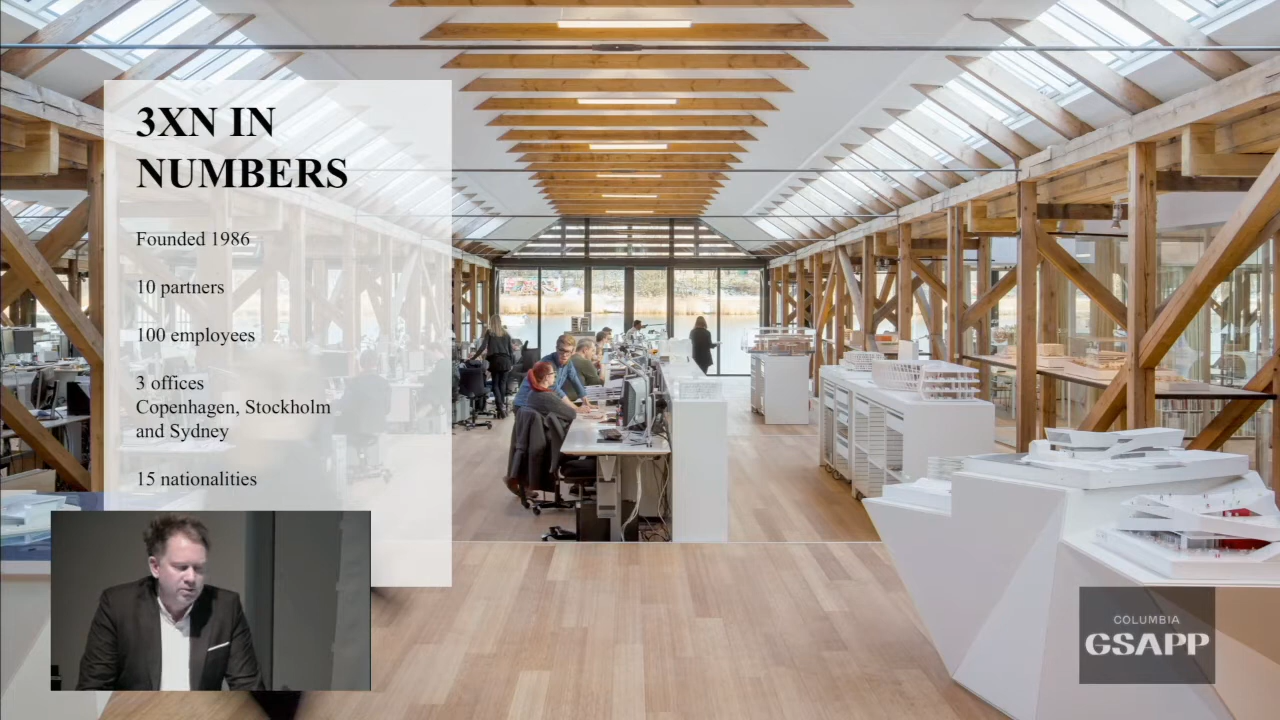 3XN IN
NUMBERS
Founded 1986
10 partners
100 employees
3 offices
Copenhagen, Stockholm
and Sydney
15 nationalities
COLUMBIA
GSAPP